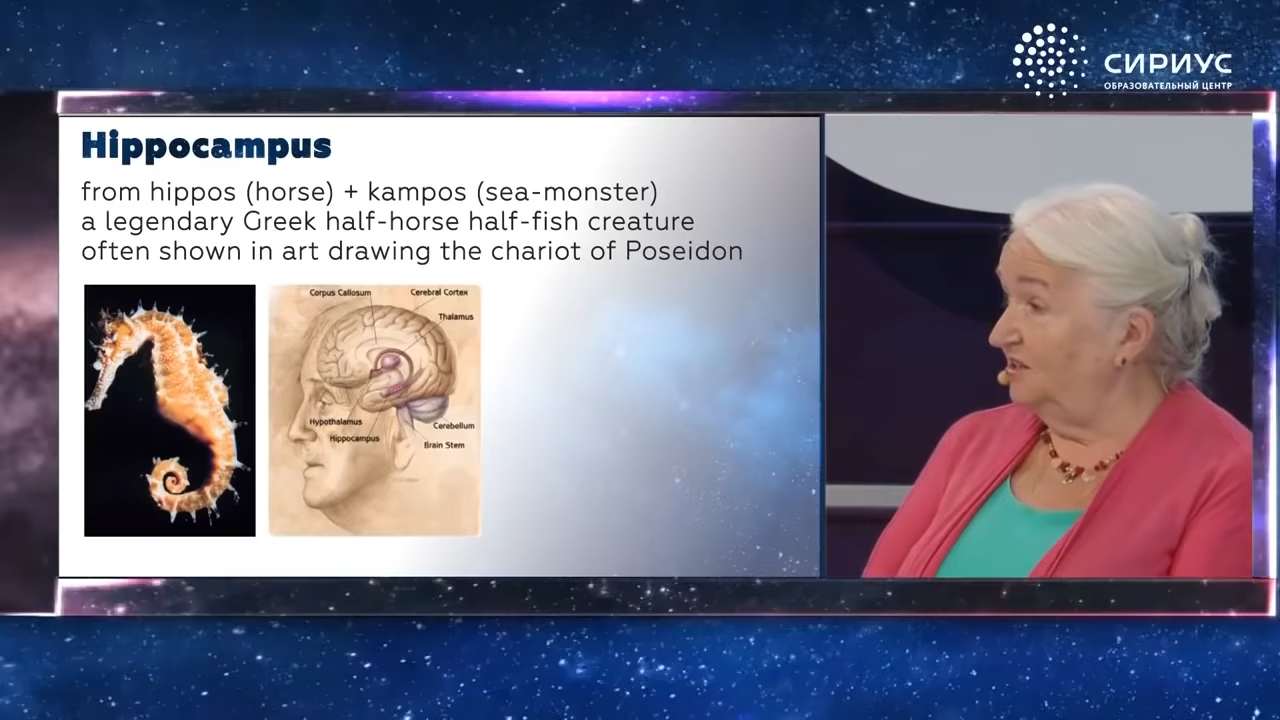 СИРИУС
ОБРАЗОВАТЕЛЬНЫЙ ЦЕНТР
Hippocampus
from hippos (horse) + kampos (sea-monster)
a legendary Greek half-horse half-fish creature
often shown in art drawing the chariot of Poseidon
Corpus Callosum
Cerebral Cortex
Thalamus
Hypothalamus
Hippocampus
Cerebellum
Brain Stem